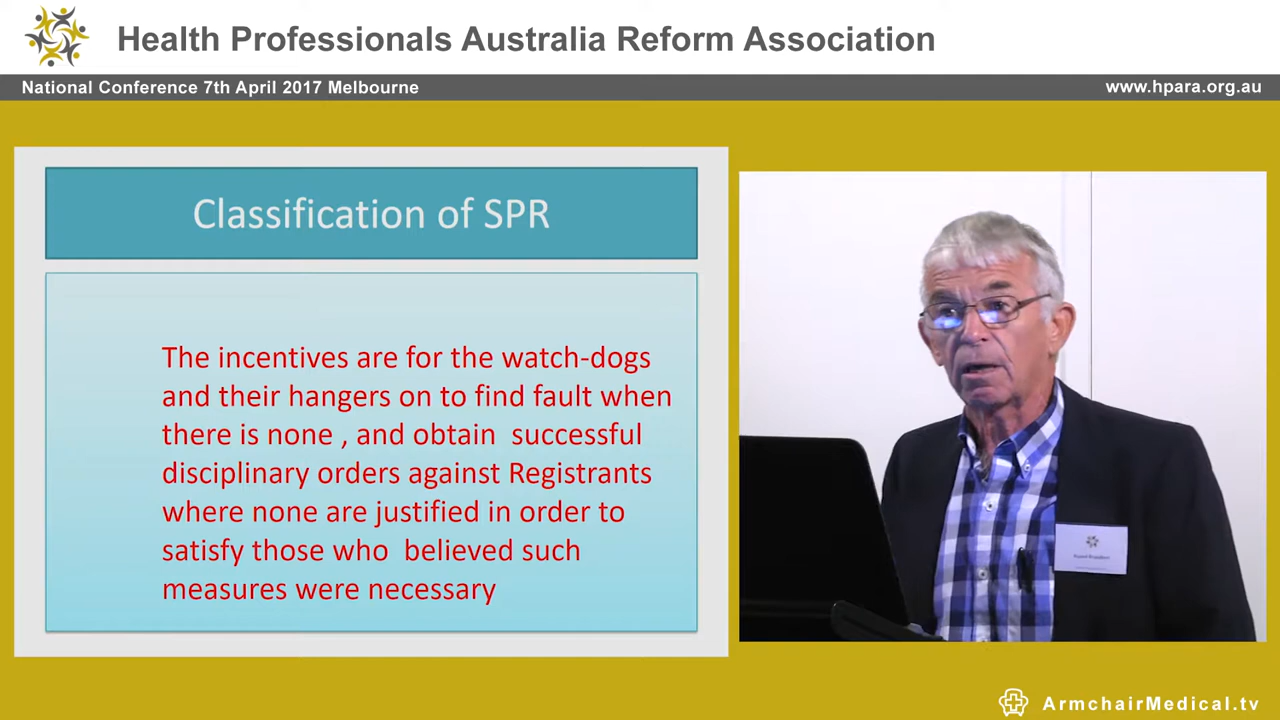 Health Professionals Australia Reform Association
National Conference 7th April 2017 Melbourne
www.hpara.org.au
Classification of SPR
The incentives are for the watch-dogs
and their hangers on to find fault when
there is none , and obtain successful
disciplinary orders against Registrants
where none are justified in order to
satisfy those who believed such
measures were necessary
ArmchairMedical.tv